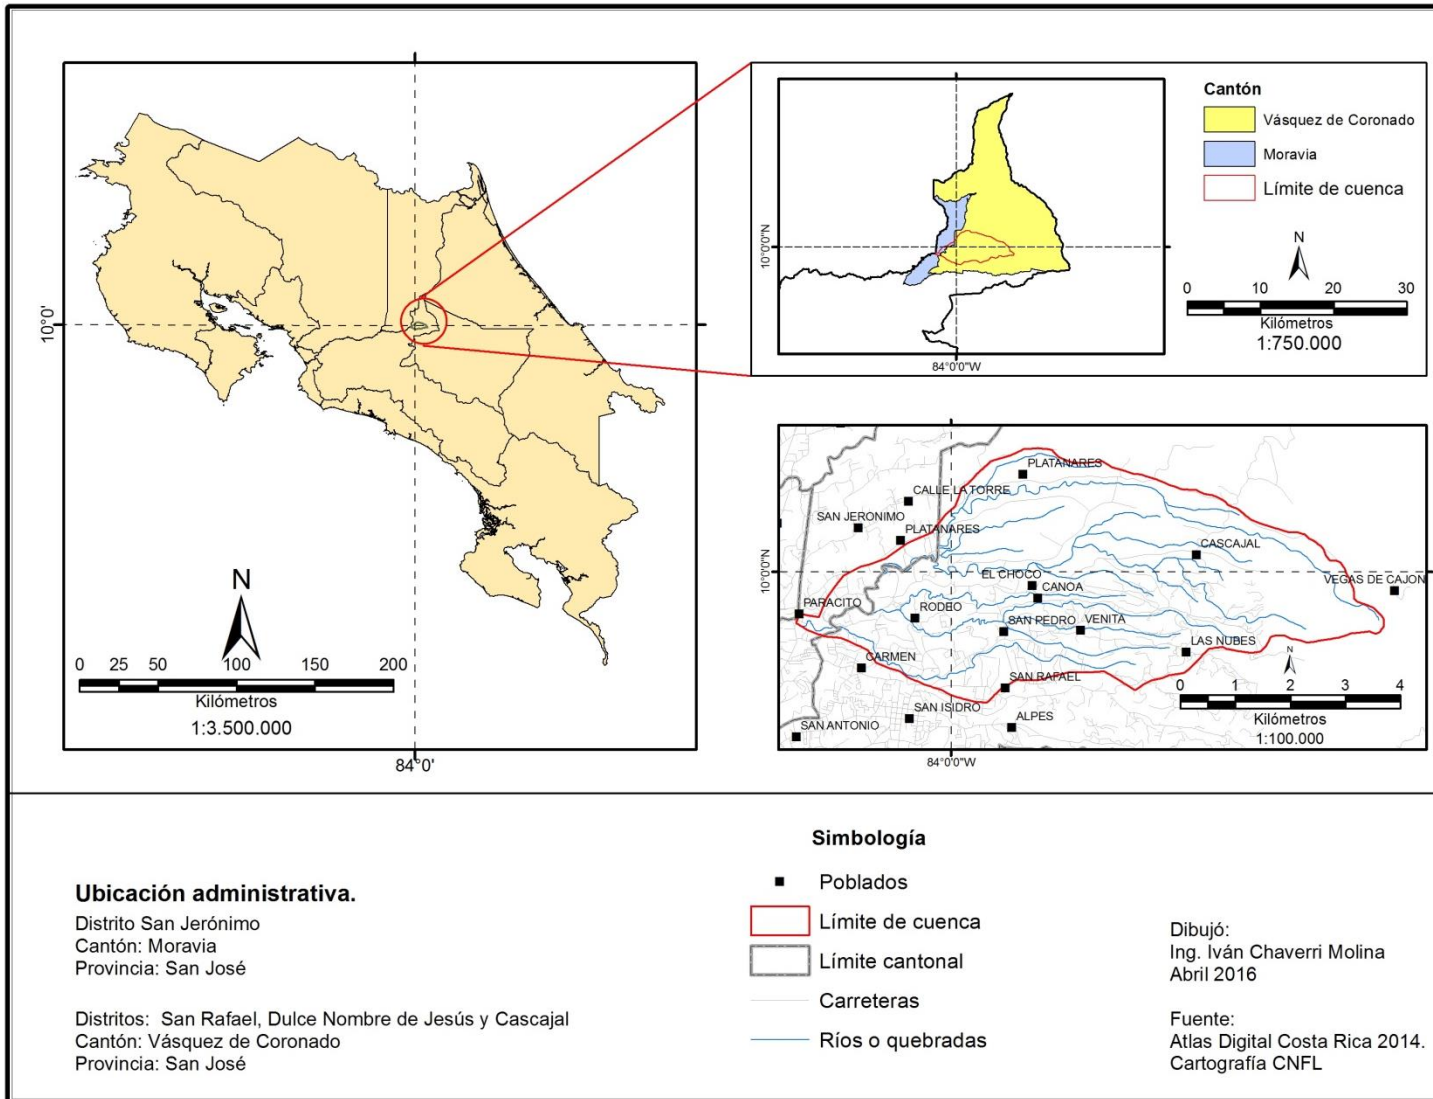 10°0'
84°0'
N
0 25 50 100 150 200
Kilómetros
1:3.500.000
10°0'0"N
84°0'0"W
Cantón
Vásquez de Coronado
Moravia
Límite de cuenca
N
0 10 20 30
Kilómetros
1:750.000
PLATANARES
CALLE LA TORRE
SAN JERONIMO
PLATANARES
CASCAJAL
10°0'0"N
EL CHOCO
CANOA
VEGAS DE CAJON
PARACITO
RODEO
SAN PEDRO
VENITA
LAS NUBES
CARMEN
SAN RAFAEL
SAN ISIDRO
ALPES
SAN ANTONIO
N
0 1 2 3 4
Kilómetros
1:100.000
84°0'0"W
Ubicación administrativa.
Distrito San Jerónimo
Cantón: Moravia
Provincia: San José
Distritos: San Rafael, Dulce Nombre de Jesús y Cascajal
Cantón: Vásquez de Coronado
Provincia: San José
Simbología
Poblados
Límite de cuenca
Límite cantonal
Carreteras
Ríos o quebradas
Dibujó:
Ing. Iván Chaverri Molina
Abril 2016
Fuente:
Atlas Digital Costa Rica 2014.
Cartografía CNFL